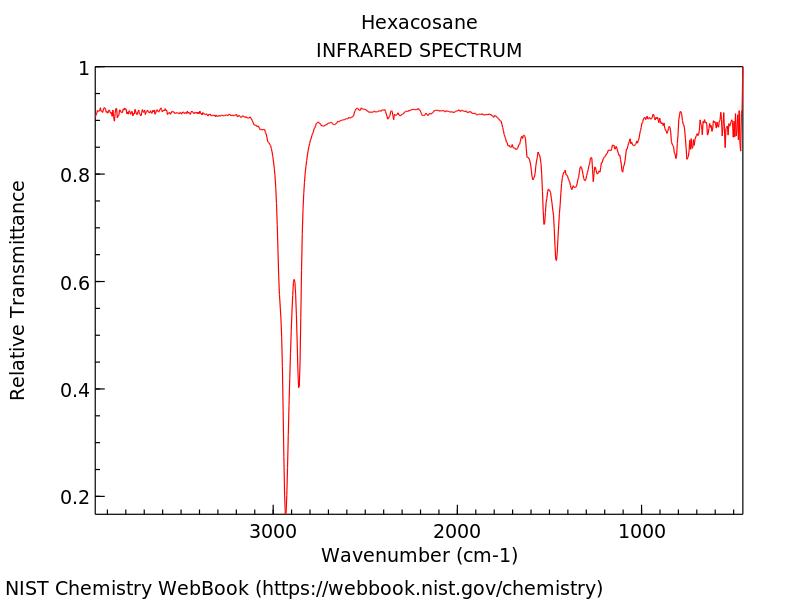 Hexacosane
INFRARED SPECTRUM
1
0.8
0.6
0.4
0.2
Relative Transmittance
3000 2000 1000
Wavenumber (cm-1)
NIST Chemistry WebBook (https://webbook.nist.gov/chemistry)